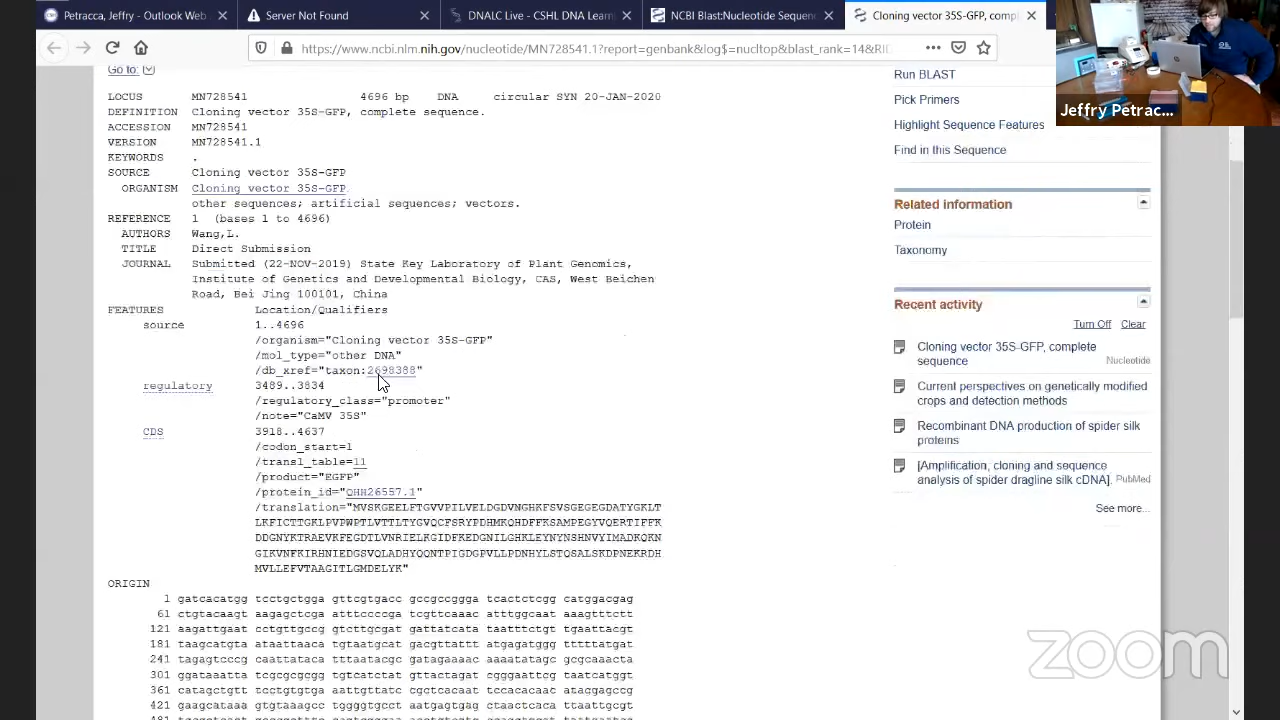 Petracca, Jeffry - Outlook Web
Server Not Found
NCBI Blast:Nucleotide Sequenc
Cloning vector 35S-GFP, compl
https://www.ncbi.nlm.nih.gov/nucleotide/MN728541.1?report=genbank&log$=nucltop&blast_rank=14&RID
Jeffry Petrac...
Go to:
LOCUS MN728541 4696 bp DNA circular SYN 20-JAN-2020
DEFINITION Cloning vector 35S-GFP, complete sequence.
ACCESSION MN728541
VERSION MN728541.1
KEYWORDS .
SOURCE Cloning vector 35S-GFP
ORGANISM Cloning vector 35S-GFP
other sequences; artificial sequences; vectors.
REFERENCE 1 (bases 1 to 4696)
AUTHORS Wang,L.
TITLE Direct Submission
JOURNAL Submitted (22-NOV-2019) State Key Laboratory of Plant Genomics,
Institute of Genetics and Developmental Biology, CAS, West Beichen
Road, Bei Jing 100101, China
FEATURES Location/Qualifiers
source 1..4696
/organism="Cloning vector 35S-GFP"
/mol_type="other DNA"
/db_xref="taxon:2698388"
regulatory 3489..3834
/regulatory_class="promoter"
/note="CaMV 35S"
CDS 3918..4637
/codon_start=1
/transl_table=11
/product="EGFP"
/protein_id="QHH26557.1"
/translation="MVSKGEELFTGVVPILVELDGDVNGHKFSVSGEGEGDATYGKLT
LKFICTTGKLPVPWPTLVTTLTYGVQCFSRYPDHMKQHDFFKSAMPEGYVQERTIFFK
DDGNYKTRAEVKFEGDTLVNRIELKGIDFKEDGNILGHKLEYNYNSHNVYIMADKQKN
GIKVNFKIRHNIEDGSVQLADHYQQNTPIGDGPVLLPDNHYLSTQSALSKDPNEKRDH
MVLLEFVTAAGITLGMDELYK"
ORIGIN
1 gatcacatgg tcctgctgga gttcgtgacc gccgccggga tcactctcgg catggacgag
61 ctgtacaagt aagagctcga atttccccga tcgttcaaac atttggcaat aaagtttctt
121 aagattgaat cctgttgccg gtcttgcgat gattatcata taatttctgt tgaattacgt
181 taagcatgta ataattaaca tgtaatgcat gacgttattt atgagatggg tttttatgat
241 tagagtcccg caattataca tttaatacgc gatagaaaac aaaatatagc gcgcaaacta
301 ggataaatta tcgcgcgcgg tgtcatctat gttactagat cgggaattcg taatcatggt
361 catagctgtt tcctgtgtga aattgttatc cgctcacaat tccacacaac atacgagccg
421 gaagcataaa gtgtaaagcc tggggtgcct aatgagtgag ctaactcaca ttaattgcgt
Run BLAST
Pick Primers
Highlight Sequence Features
Find in this Sequence
Related information
Protein
Taxonomy
Recent activity
Turn Off Clear
Cloning vector 35S-GFP, complete
sequence Nucleotide
Current perspectives on genetically modified
crops and detection methods
Recombinant DNA production of spider silk
proteins
[Amplification, cloning and sequence
analysis of spider dragline silk cDNA]. PubMed
See more...
zoom